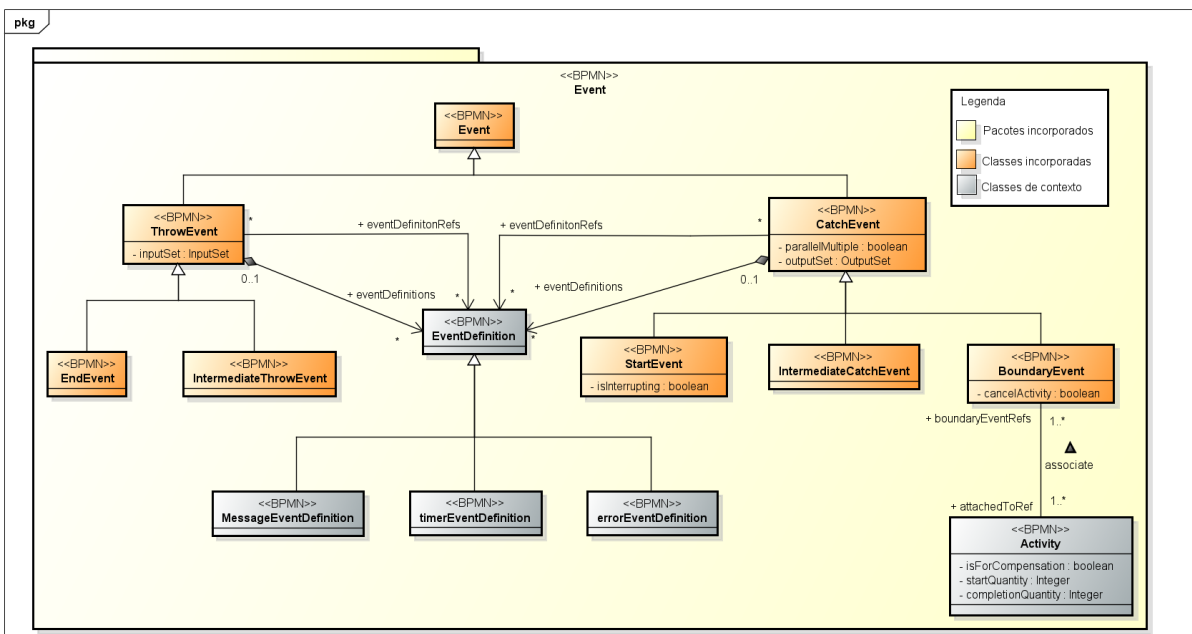 pkg
<<BPMN>>
Event
Legenda
Pacotes incorporados
Classes incorporadas
Classes de contexto
<<BPMN>>
Event
<<BPMN>>
ThrowEvent
- inputSet : InputSet
*
+ eventDefinitonRefs
*
0..1
+ eventDefinitions
*
<<BPMN>>
CatchEvent
- parallelMultiple : boolean
- outputSet : OutputSet
*
+ eventDefinitonRefs
*
0..1
+ eventDefinitions
*
<<BPMN>>
EventDefinition
<<BPMN>>
EndEvent
<<BPMN>>
IntermediateThrowEvent
<<BPMN>>
StartEvent
- isInterrupting : boolean
<<BPMN>>
IntermediateCatchEvent
<<BPMN>>
BoundaryEvent
- cancelActivity : boolean
+ boundaryEventRefs
1..*
associate
+ attachedToRef
1..*
<<BPMN>>
MessageEventDefinition
<<BPMN>>
timerEventDefinition
<<BPMN>>
errorEventDefinition
<<BPMN>>
Activity
- isForCompensation : boolean
- startQuantity : Integer
- completionQuantity : Integer